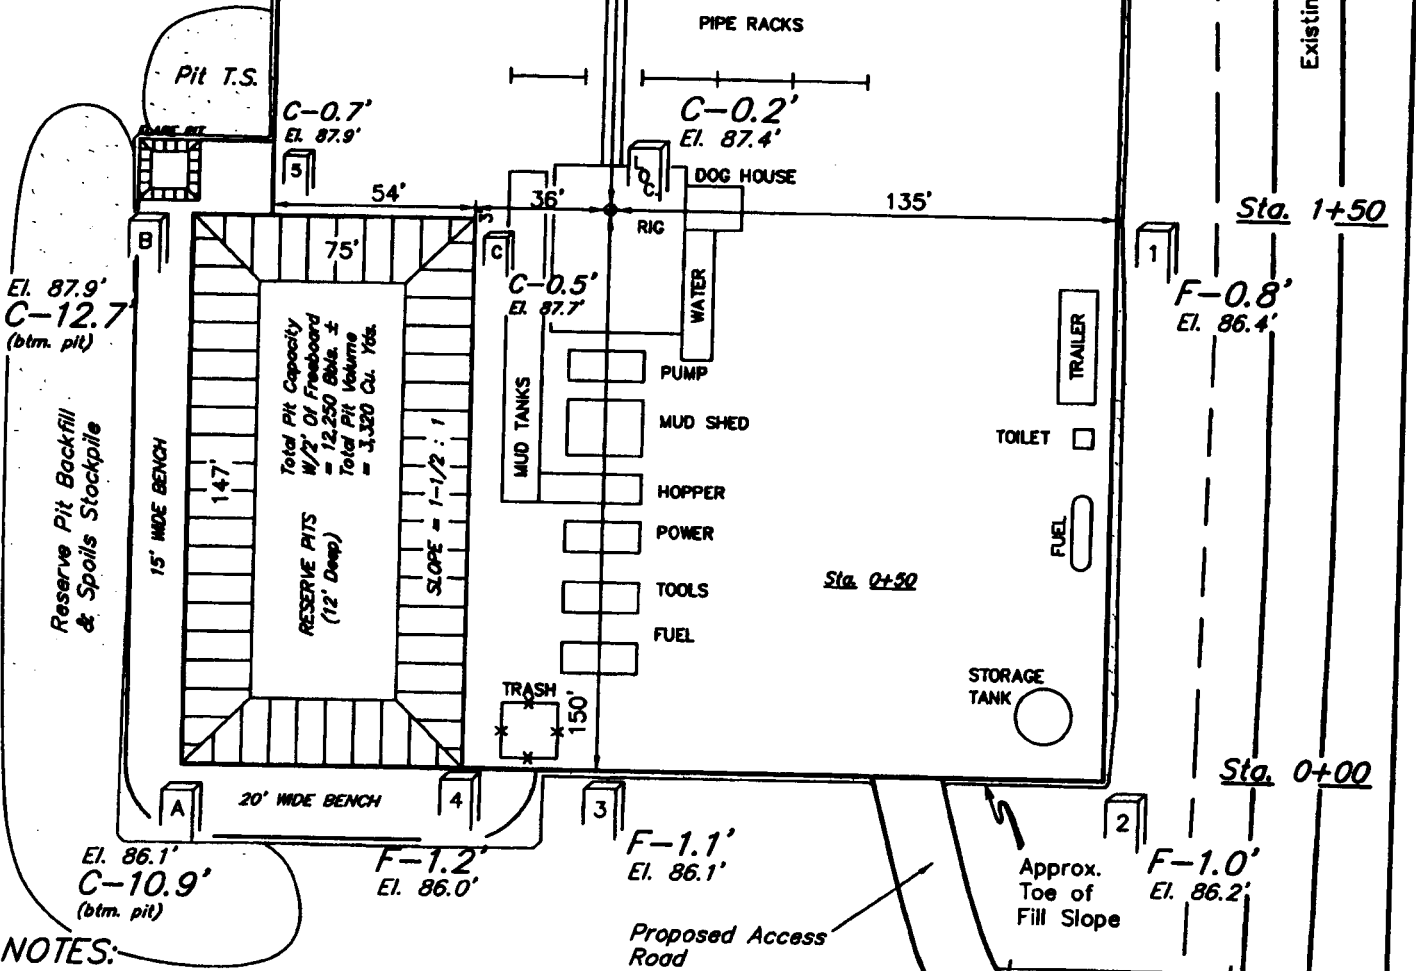 PIPE RACKS
Existin
Pit T.S.
FLARE PIT
C-0.7'
El. 87.9'
5
C-0.2'
El. 87.4'
LOC.
DOG HOUSE
54'
36'
135'
Sta. 1+50
RIG
B
75'
C
1
El. 87.9'
C-12.7'
(btm. pit)
C-0.5'
El. 87.7'
WATER
F-0.8'
El. 86.4'
TRAILER
Total Pit Capacity
W/2' Of Freeboard
= 12,250 Bbls. ±
Total Pit Volume
= 3,320 Cu. Yds.
PUMP
MUD TANKS
MUD SHED
TOILET
Reserve Pit Backfill
& Spoils Stockpile
15' WIDE BENCH
147'
SLOPE = 1-1/2 : 1
HOPPER
RESERVE PITS
(12' Deep)
POWER
FUEL
TOOLS
Sta. 0+50
FUEL
TRASH
150'
STORAGE
TANK
Sta. 0+00
A
20' WIDE BENCH
4
3
2
El. 86.1'
C-10.9'
(btm. pit)
F-1.2'
El. 86.0'
F-1.1'
El. 86.1'
Approx.
Toe of
Fill Slope
F-1.0'
El. 86.2'
NOTES:
Proposed Access
Road